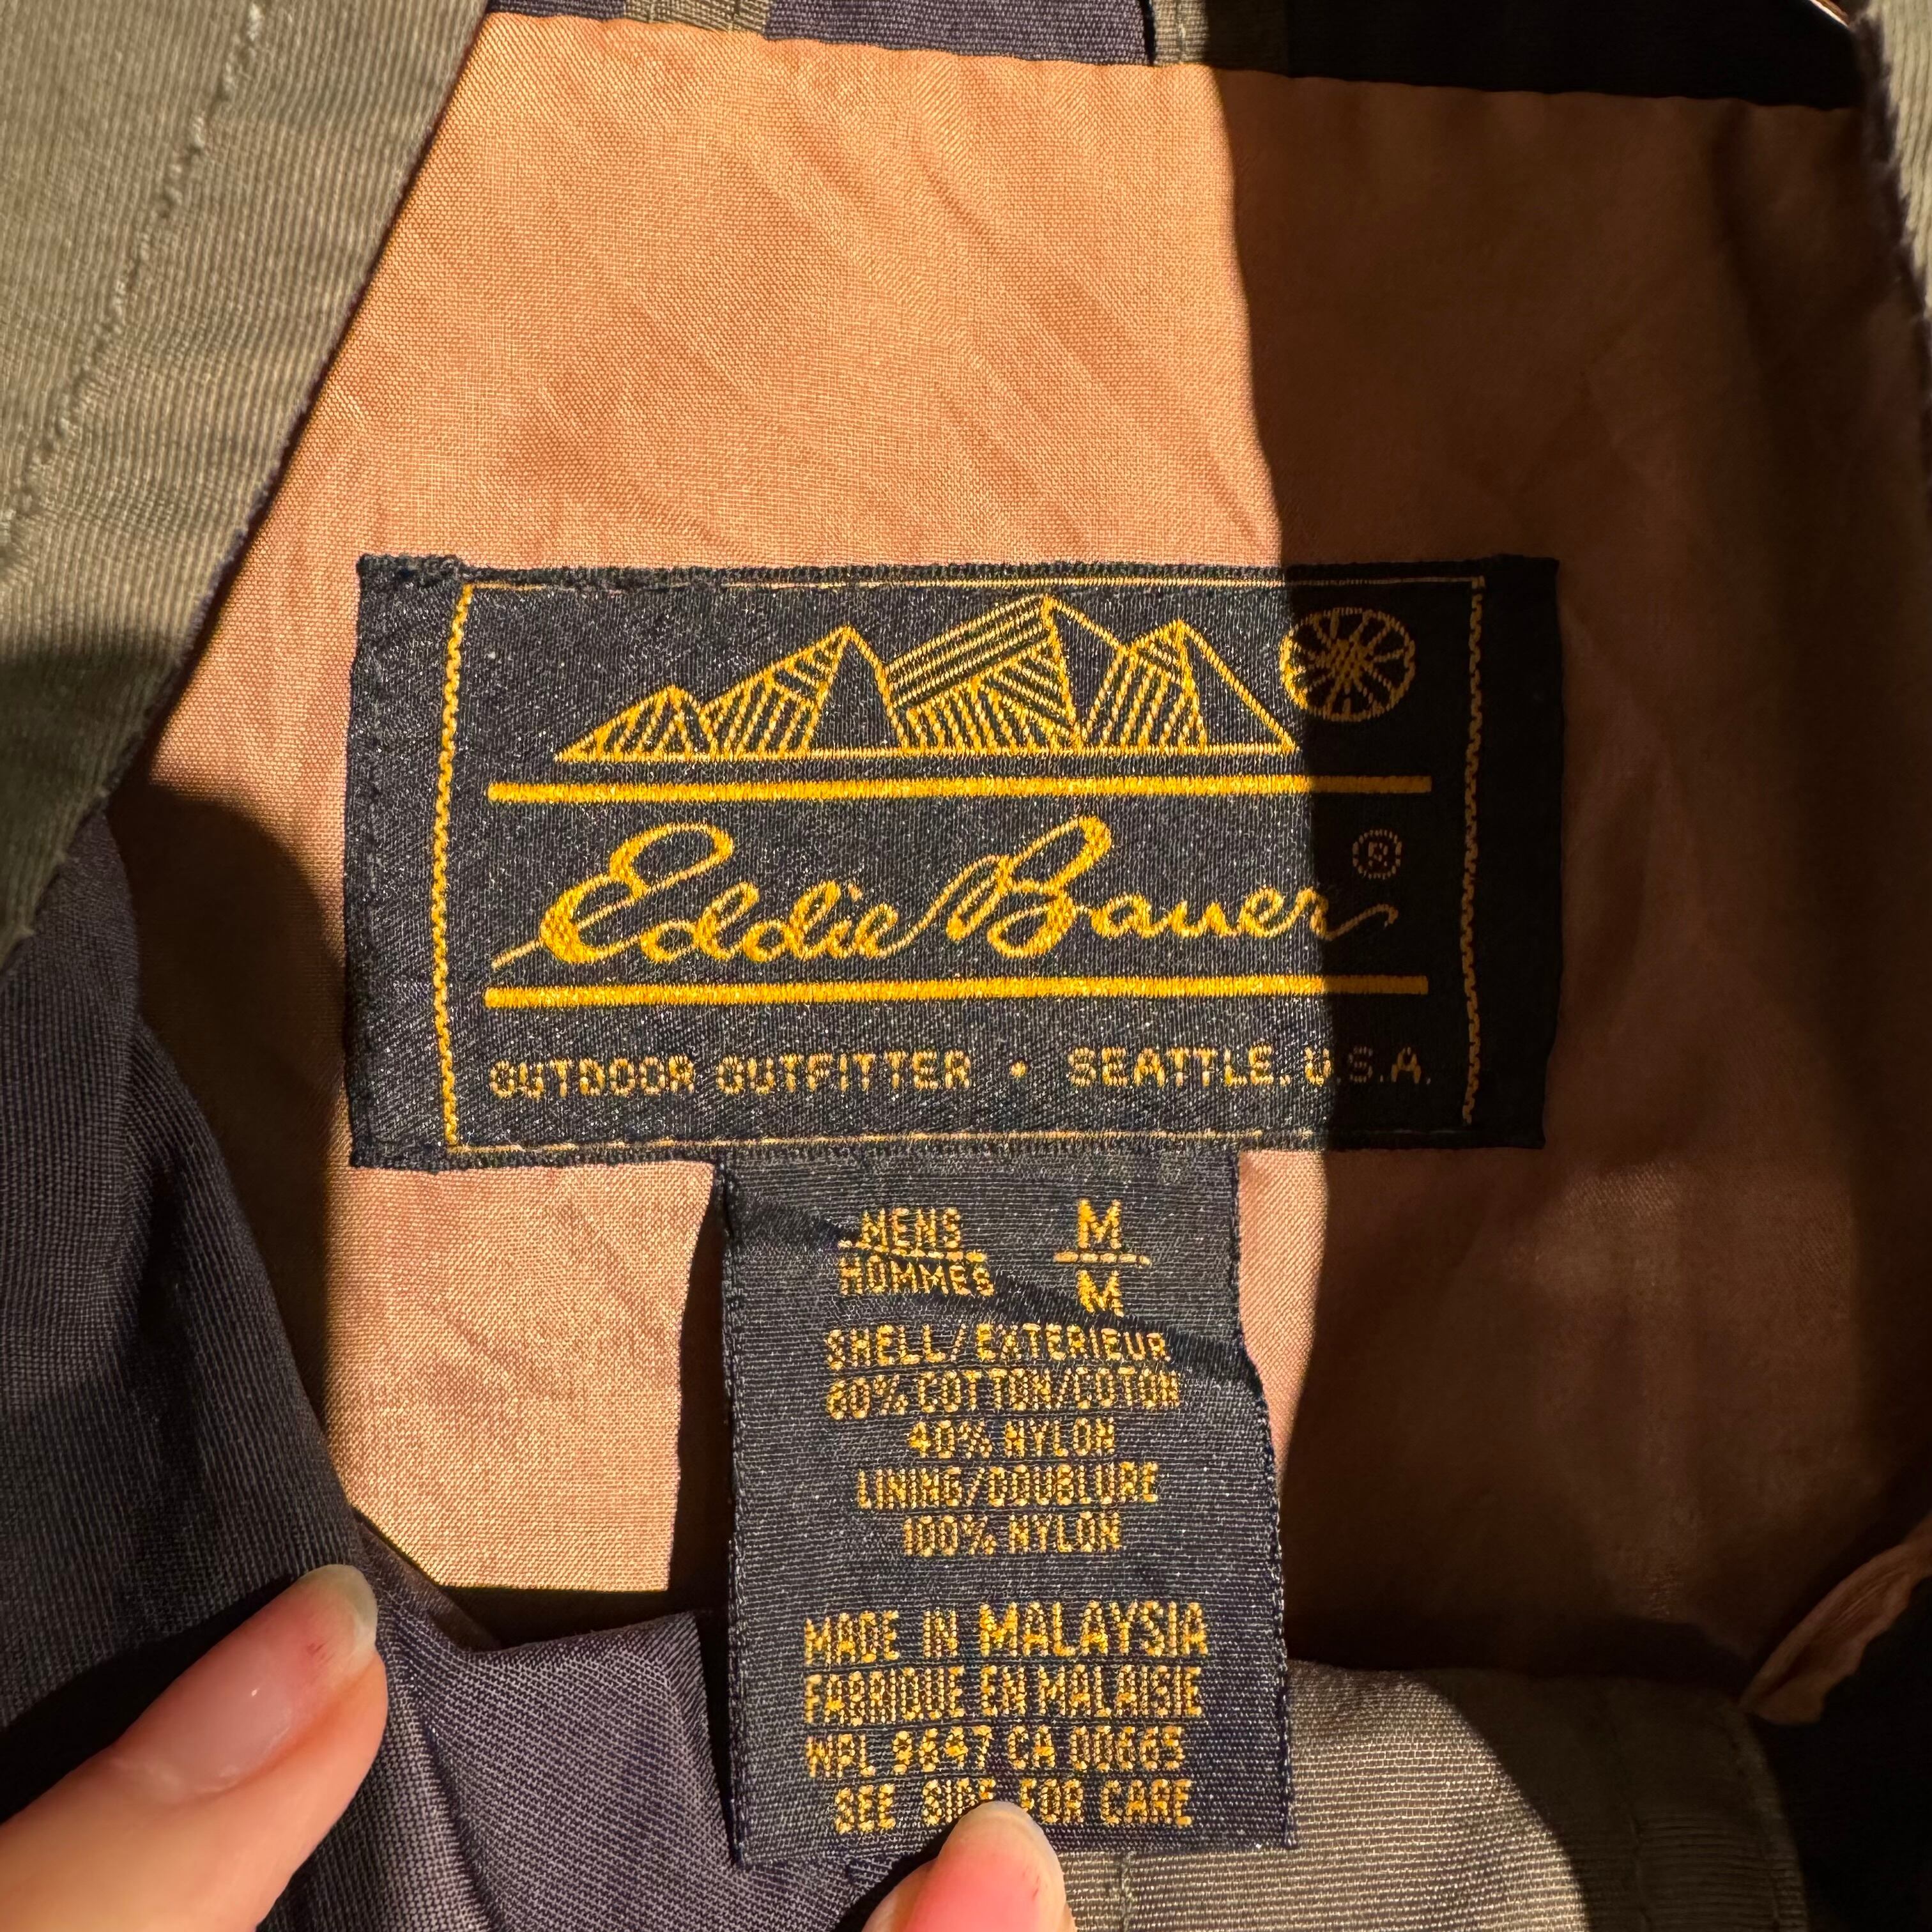 Eddie Bauer ®
OUTDOOR OUTFITTER • SEATTLE, U.S.A.
MENS M
HOMMES M
SHELL/EXTERIEUR
60% COTTON/COTON
40% NYLON
LINING/DOUBLURE
100% NYLON
MADE IN MALAYSIA
FABRIQUE EN MALAISIE
WPL 9647 CA 00665
SEE SIDE FOR CARE